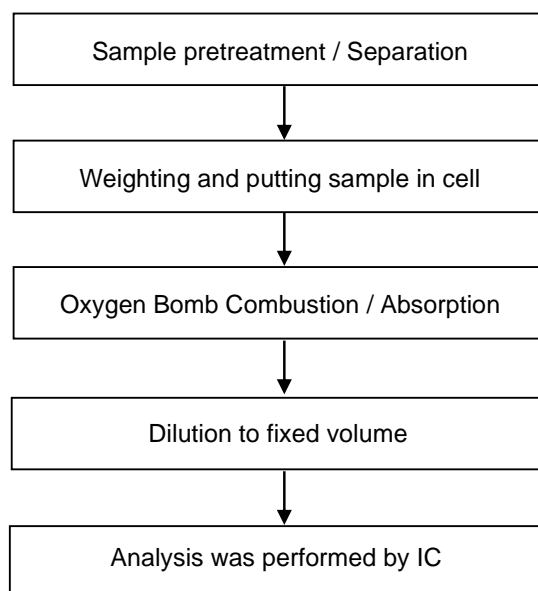 Sample pretreatment / Separation
Weighting and putting sample in cell
Oxygen Bomb Combustion / Absorption
Dilution to fixed volume
Analysis was performed by IC